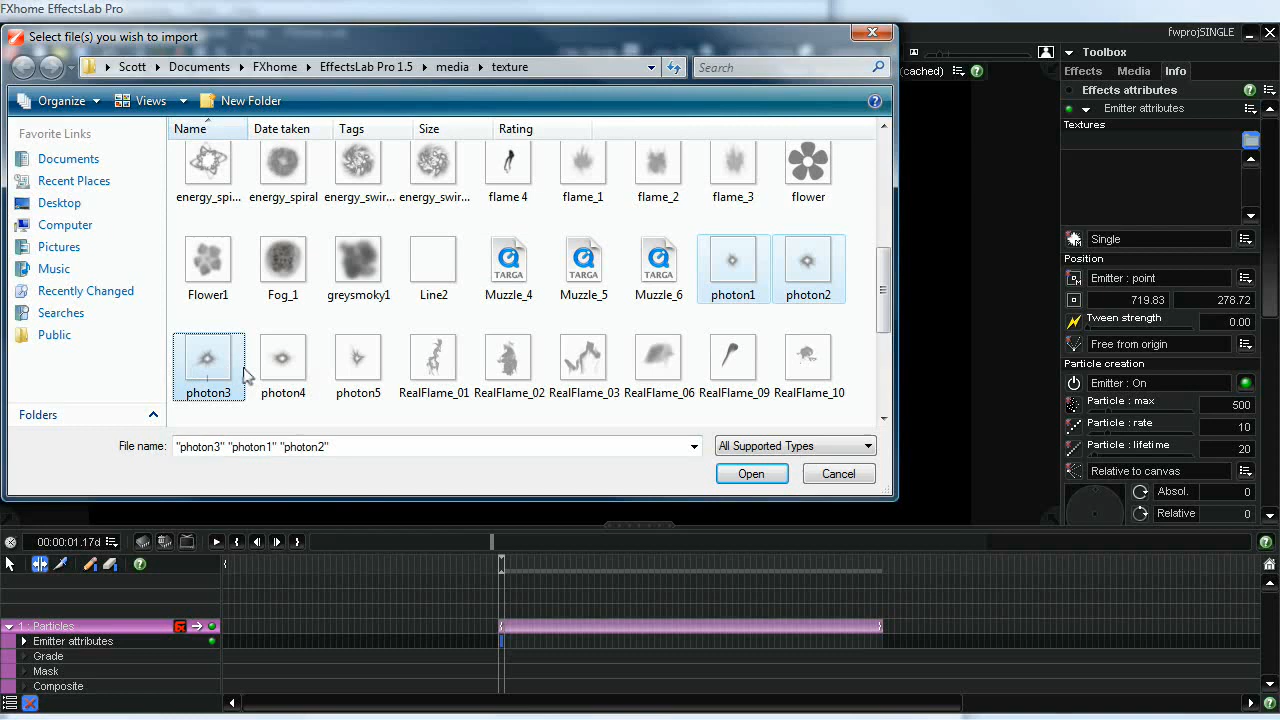 FXhome EffectsLab Pro
Select file(s) you wish to import
fwprojSINGLE
Scott
Documents
FXhome
EffectsLab Pro 1.5
media
texture
Search
(cached)
Toolbox
Effects
Media
Info
Organize
Views
New Folder
Effects attributes
Emitter attributes
Textures
Favorite Links
Documents
Recent Places
Desktop
Computer
Pictures
Music
Recently Changed
Searches
Public
Folders
Name
Date taken
Tags
Size
Rating
energy_spi...
energy_spiral
energy_swir...
energy_swir...
flame 4
flame_1
flame_2
flame_3
flower
Flower1
Fog_1
greysmoky1
Line2
TARGA
TARGA
TARGA
Muzzle_4
Muzzle_5
Muzzle_6
photon1
photon2
photon3
photon4
photon5
RealFlame_01
RealFlame_02
RealFlame_03
RealFlame_06
RealFlame_09
RealFlame_10
File name:
"photon3" "photon1" "photon2"
All Supported Types
Open
Cancel
Single
Position
Emitter : point
719.83
278.72
Tween strength
0.00
Free from origin
Particle creation
Emitter : On
Particle : max
500
Particle : rate
10
Particle : lifetime
20
Relative to canvas
Absol.
0
Relative
0
00:00:01.17d
1 : Particles
Emitter attributes
Grade
Mask
Composite